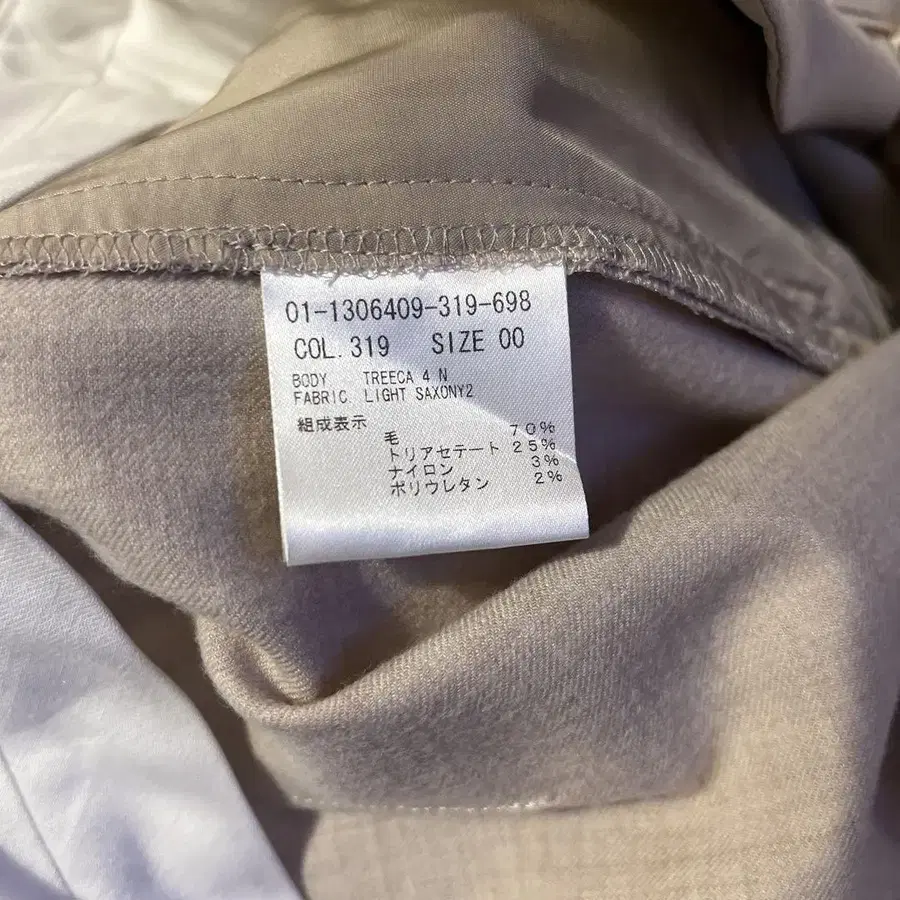 01-1306409-319-698
COL. 319 SIZE 00
BODY TREECA 4 N
FABRIC LIGHT SAXONY2
組成表示
毛 70%
トリアセテート 25%
ナイロン 3%
ポリウレタン 2%